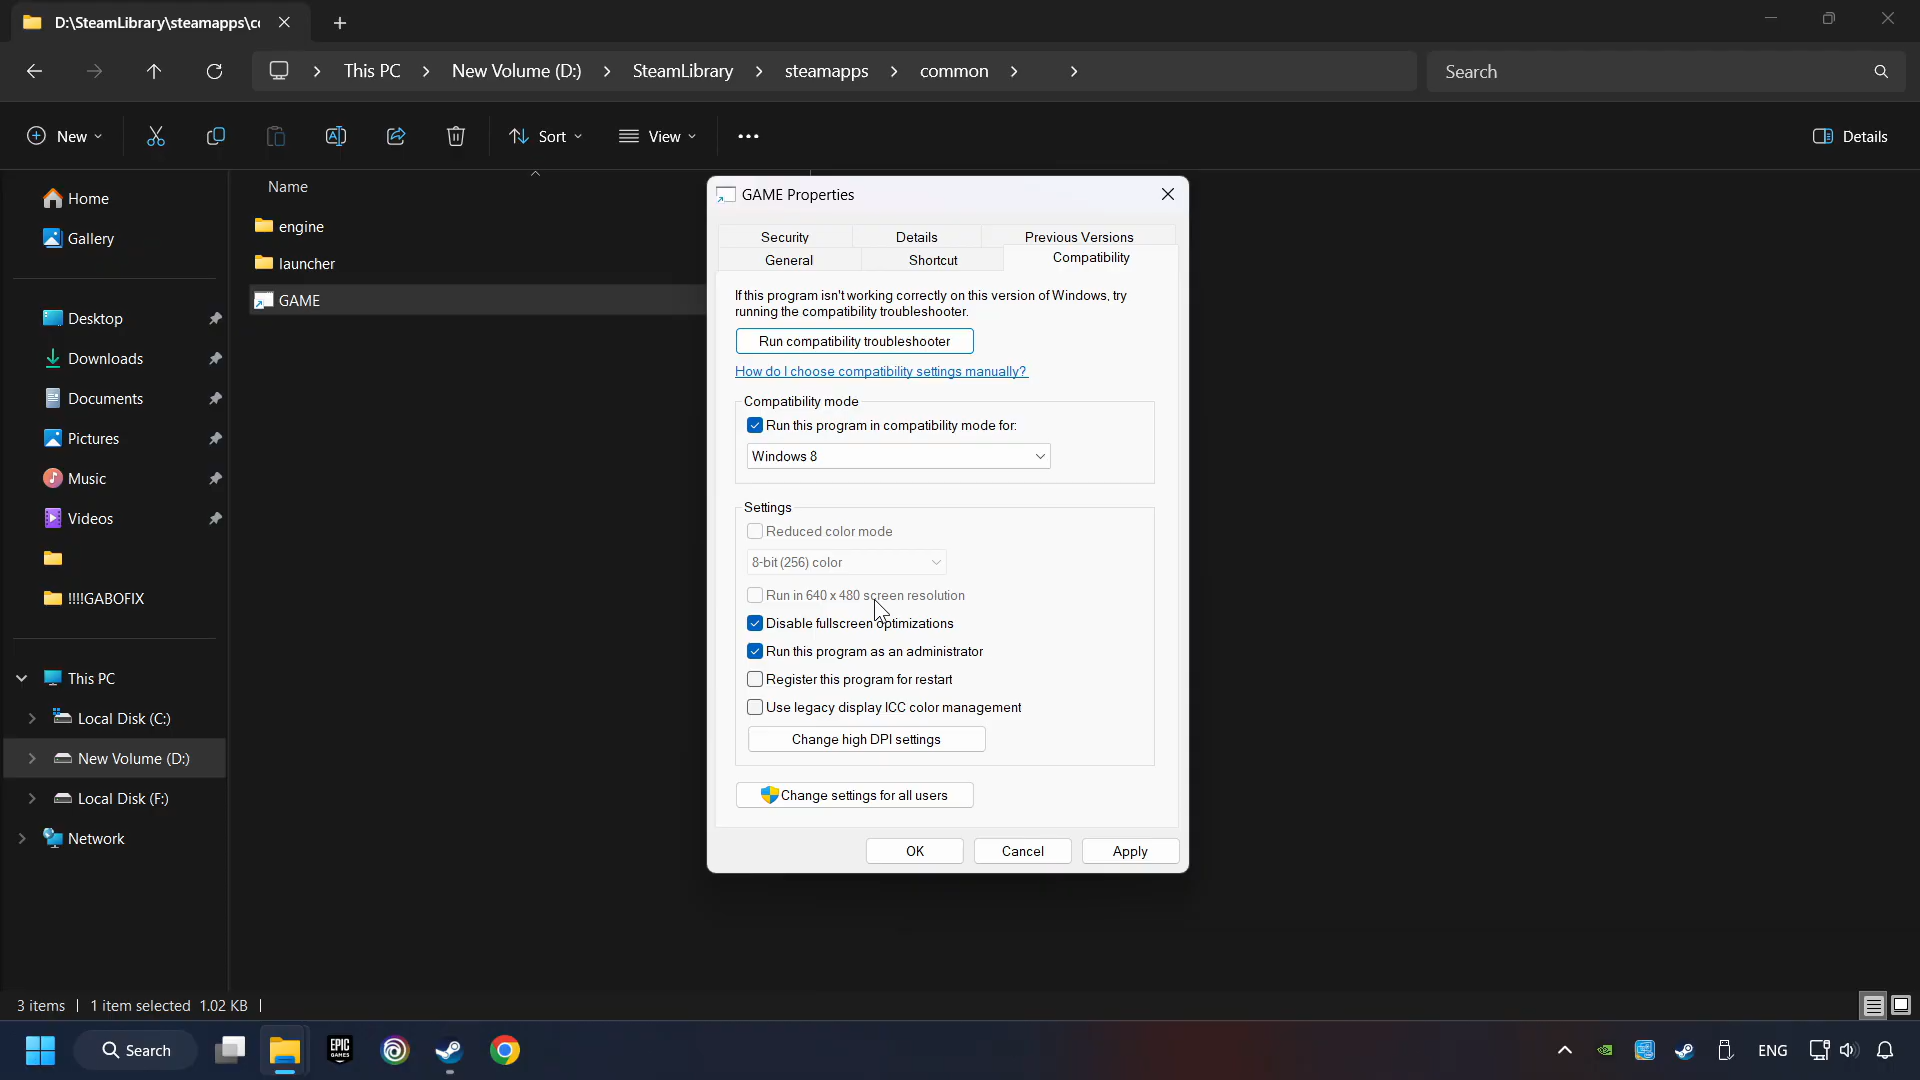 D:\SteamLibrary\steamapps\cc
This PC
New Volume (D:)
SteamLibrary
steamapps
common
Search
New
Sort
View
Details
Home
Gallery
Desktop
Downloads
Documents
Pictures
Music
Videos
!!!!GABOFIX
This PC
Local Disk (C:)
New Volume (D:)
Local Disk (F:)
Network
Name
engine
launcher
GAME
GAME Properties
Security
Details
Previous Versions
General
Shortcut
Compatibility
If this program isn't working correctly on this version of Windows, try
running the compatibility troubleshooter.
Run compatibility troubleshooter
How do I choose compatibility settings manually?
Compatibility mode
Run this program in compatibility mode for:
Windows 8
Settings
Reduced color mode
8-bit (256) color
Run in 640 x 480 screen resolution
Disable fullscreen optimizations
Run this program as an administrator
Register this program for restart
Use legacy display ICC color management
Change high DPI settings
Change settings for all users
OK
Cancel
Apply
3 items
1 item selected 1.02 KB
Search
EPIC
GAMES
ENG